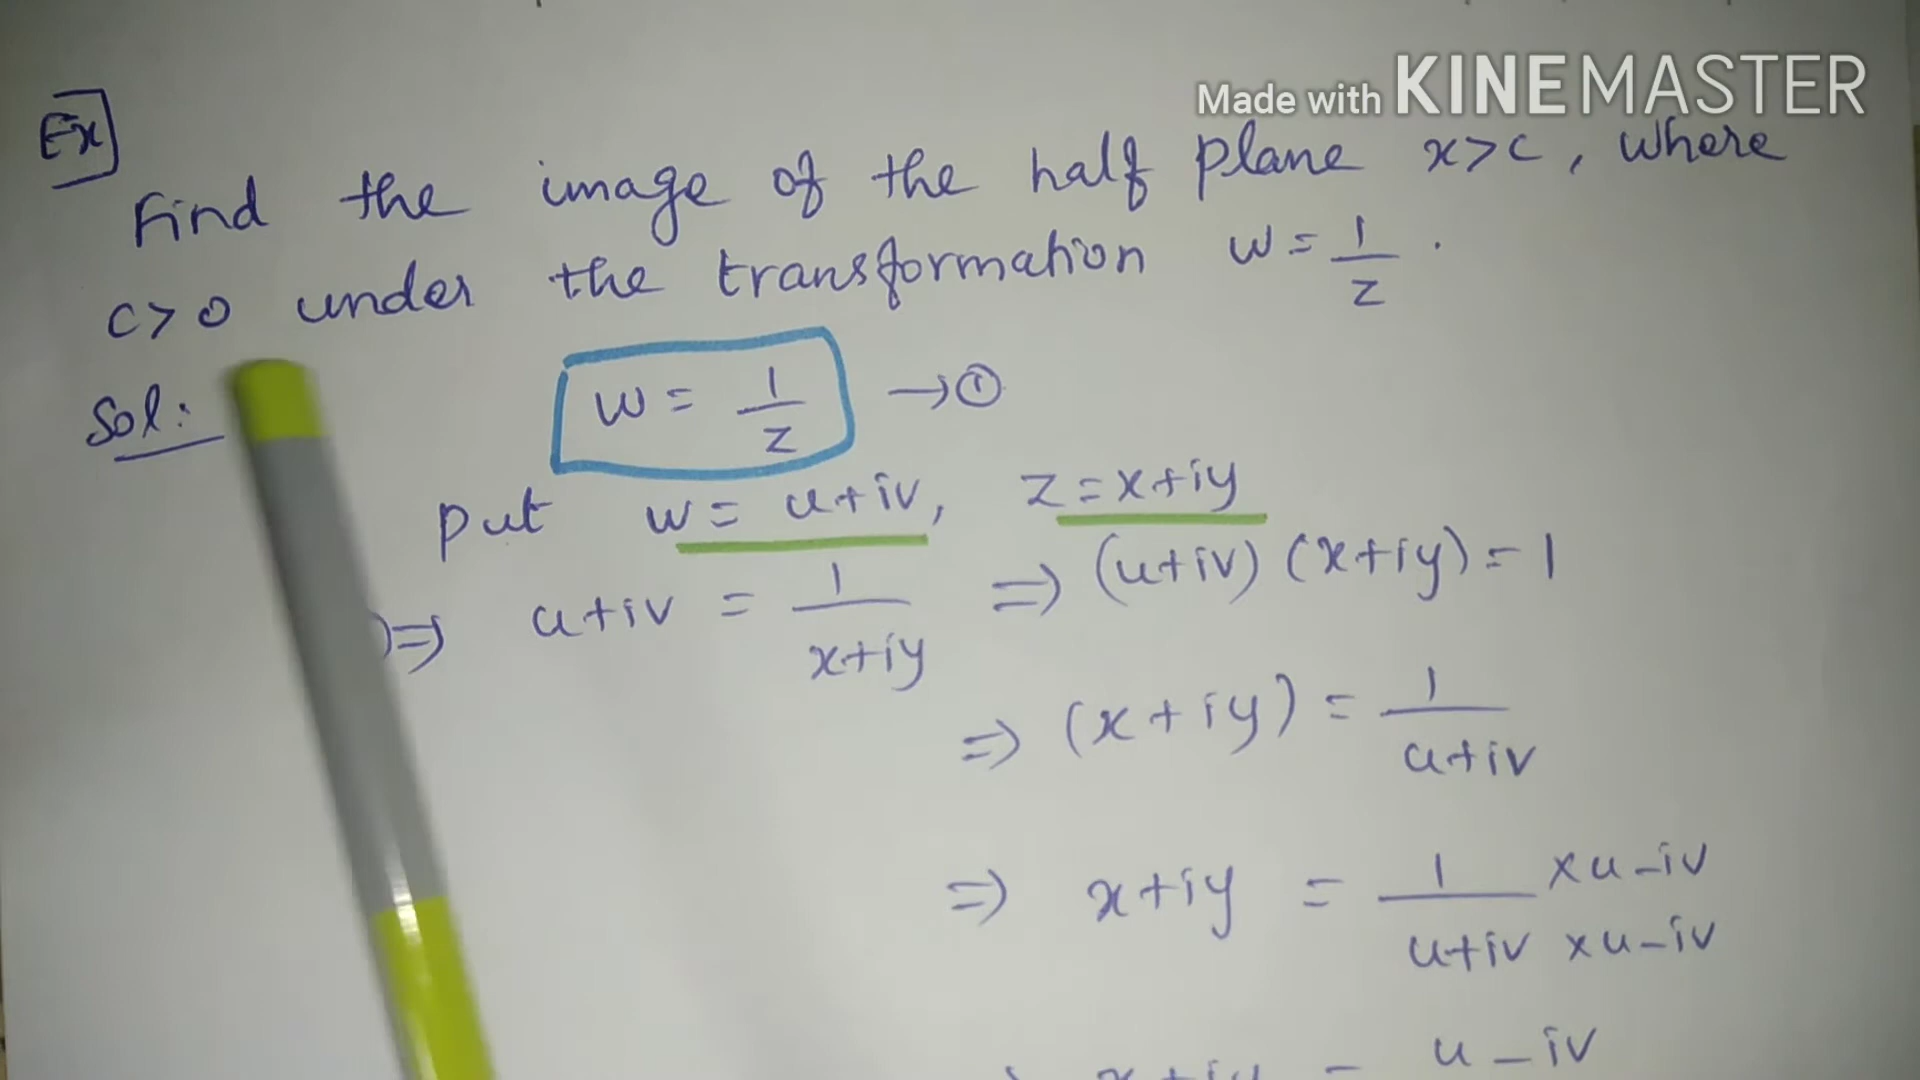 Made with KINEMASTER
Ex
Find the image of the half plane x>c, where
c>0 under the transformation w = 1/z .
Sol:
w = 1/z →①
put w = u+iv, z = x+iy
)⇒ u+iv = 1/(x+iy) ⇒ (u+iv) (x+iy) = 1
⇒ (x+iy) = 1/(u+iv)
⇒ x+iy = 1/(u+iv) × u-iv / × u-iv
x+iy = u-iv